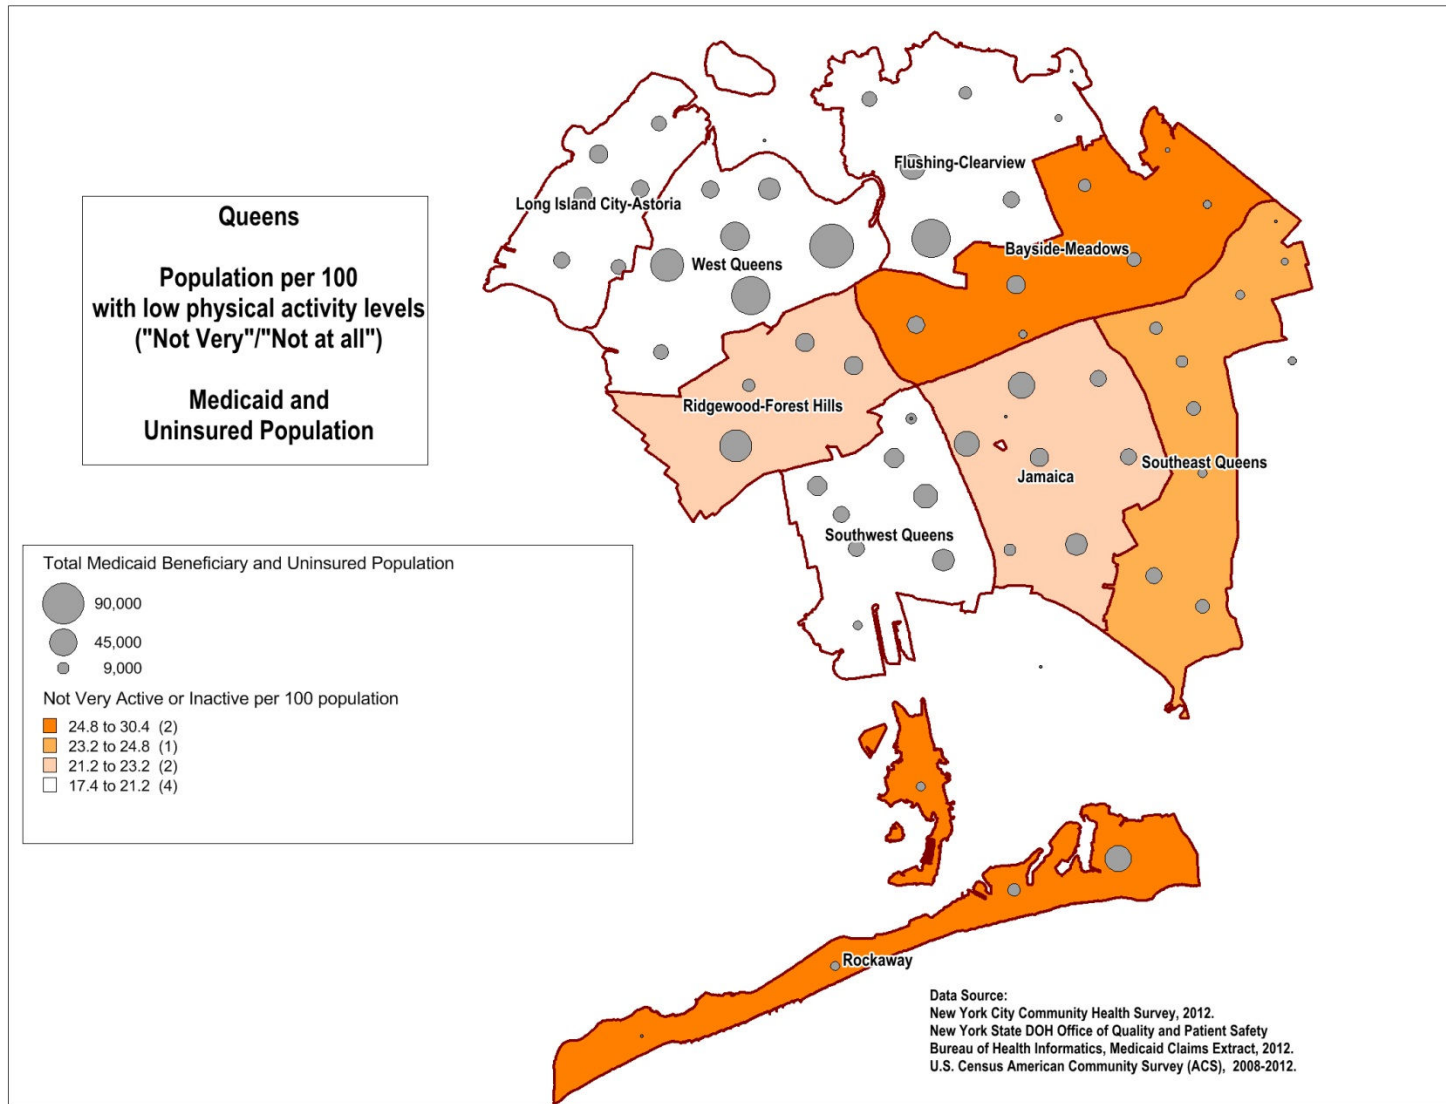 Queens
Population per 100
with low physical activity levels
("Not Very"/"Not at all")
Medicaid and
Uninsured Population
Flushing-Clearview
Long Island City-Astoria
Bayside-Meadows
West Queens
Ridgewood-Forest Hills
Southeast Queens
Jamaica
Southwest Queens
Total Medicaid Beneficiary and Uninsured Population
90,000
45,000
9,000
Not Very Active or Inactive per 100 population
24.8 to 30.4 (2)
23.2 to 24.8 (1)
21.2 to 23.2 (2)
17.4 to 21.2 (4)
Rockaway
Data Source:
New York City Community Health Survey, 2012.
New York State DOH Office of Quality and Patient Safety
Bureau of Health Informatics, Medicaid Claims Extract, 2012.
U.S. Census American Community Survey (ACS), 2008-2012.